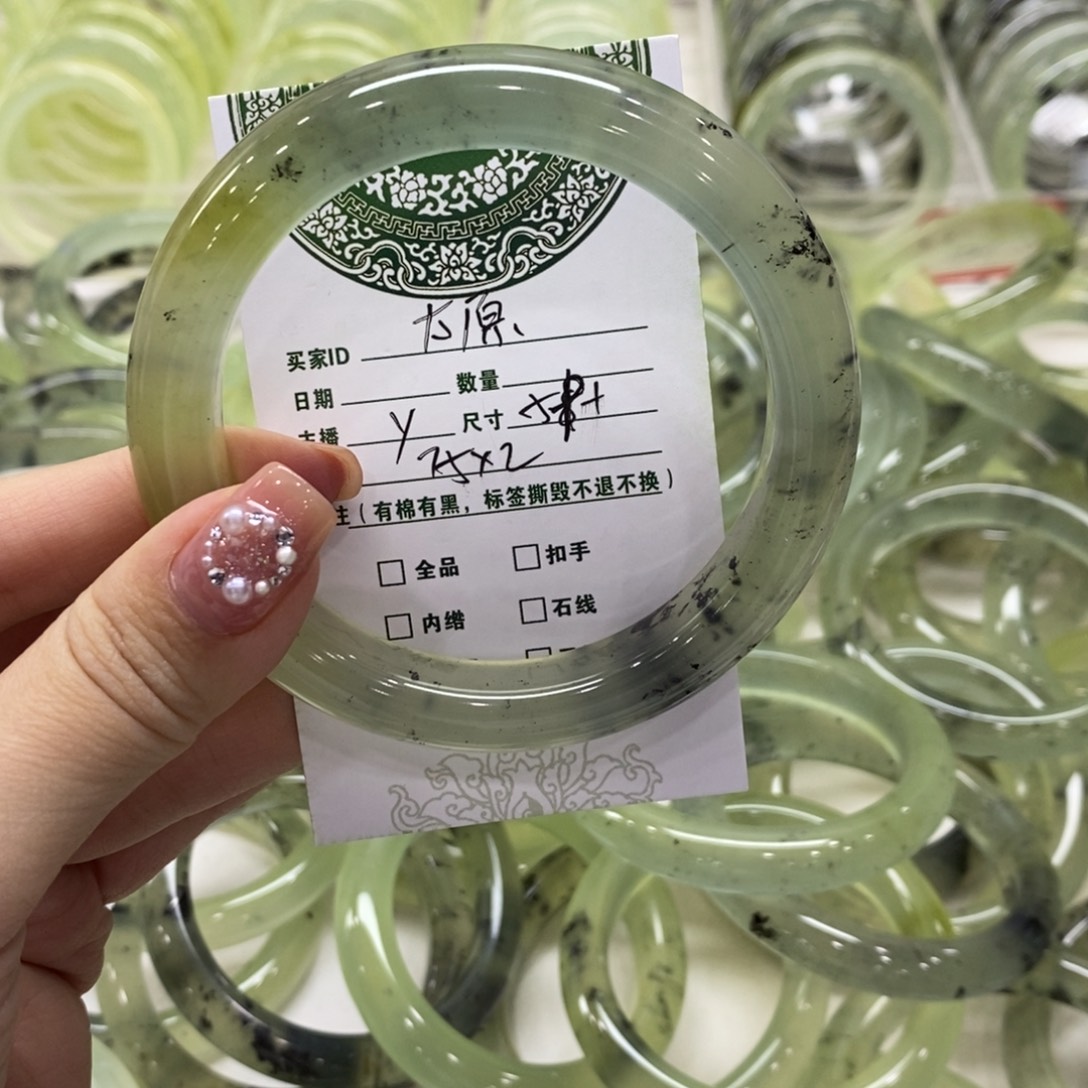 买家ID
日期 数量
主播 Y 尺寸
75x2
注（有棉有黑，标签撕毁不退不换）
全品 扣手
内绺 石线